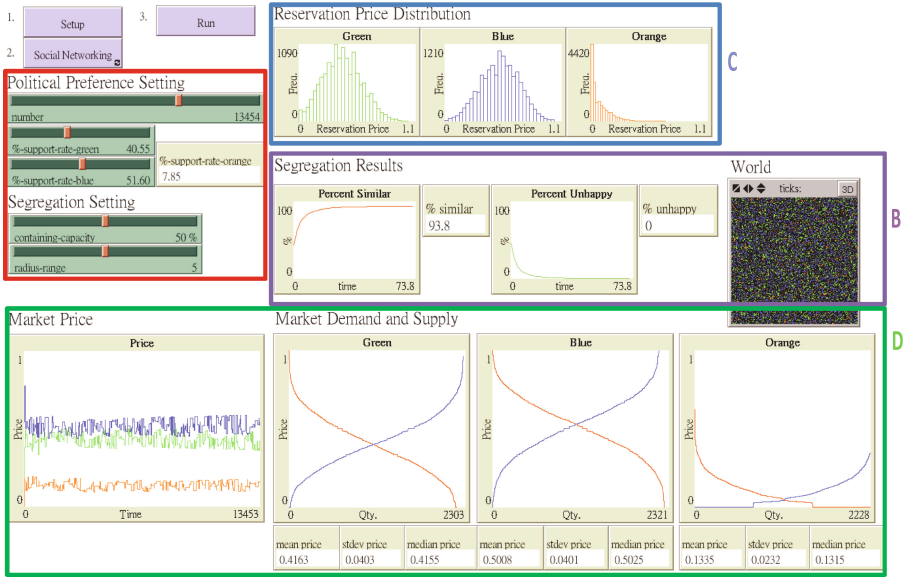 1.
Setup
3.
Run
2.
Social Networking
Reservation Price Distribution
Green
1090
Freu.
0
0 Reservation Price 1.1
Blue
1210
Freu.
0
0 Reservation Price 1.1
Orange
4420
Freu.
0
0 Reservation Price 1.1
C
Political Preference Setting
number 13454
%-support-rate-green 40.55
%-support-rate-blue 51.60
%-support-rate-orange
7.85
Segregation Setting
containing-capacity 50 %
radius-range 5
Segregation Results
Percent Similar
100
%
0
0 time 73.8
% similar
93.8
Percent Unhappy
100
%
0
0 time 73.8
% unhappy
0
World
ticks: 3D
B
Market Price
Price
1
Price
0
0 Time 13453
Market Demand and Supply
Green
1
Price
0
0 Qty. 2303
Blue
1
Price
0
0 Qty. 2321
Orange
1
Price
0
0 Qty. 2228
D
mean price stdev price median price mean price stdev price median price mean price stdev price median price
0.4163 0.0403 0.4155 0.5008 0.0401 0.5025 0.1335 0.0232 0.1315